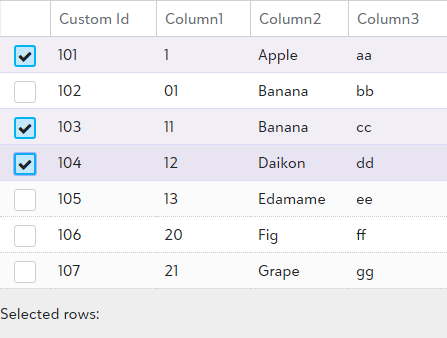 Custom Id Column1 Column2 Column3
101 1 Apple aa
102 01 Banana bb
103 11 Banana cc
104 12 Daikon dd
105 13 Edamame ee
106 20 Fig ff
107 21 Grape gg
Selected rows: